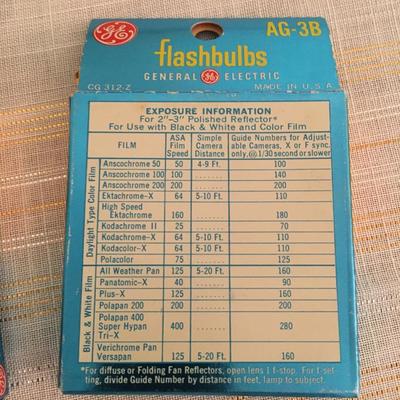 GE
AG-3B
flashbulbs
GENERAL GE ELECTRIC
CG 312-Z MADE IN U.S.A.
EXPOSURE INFORMATION
For 2"–3" Polished Reflector*
For Use with Black & White and Color Film
FILM
ASA Film Speed
Simple Camera Distance
Guide Numbers for Adjustable Cameras, X or F sync. only, @ 1/30 second or slower
Daylight Type Color Film
Anscochrome 50 50 4-9 Ft. 100
Anscochrome 100 100 ....... 140
Anscochrome 200 200 ....... 200
Ektachrome-X 64 5-10 Ft. 110
High Speed
Ektachrome 160 ....... 180
Kodachrome II 25 ....... 70
Kodachrome-X 64 5-10 Ft. 110
Kodacolor-X 64 5-10 Ft. 110
Polacolor 75 ....... 125
Black & White Film
All Weather Pan 125 5-20 Ft. 160
Panatomic-X 40 ....... 90
Plus-X 125 ....... 160
Polapan 200 200 ....... 200
Polapan 400
Super Hypan 400 ....... 280
Tri-X
Verichrome Pan
Versapan 125 5-20 Ft. 160
*For diffuse or Folding Fan Reflectors, open lens 1 f-stop. For f-set-
ting, divide Guide Number by distance in feet, lamp to subject.